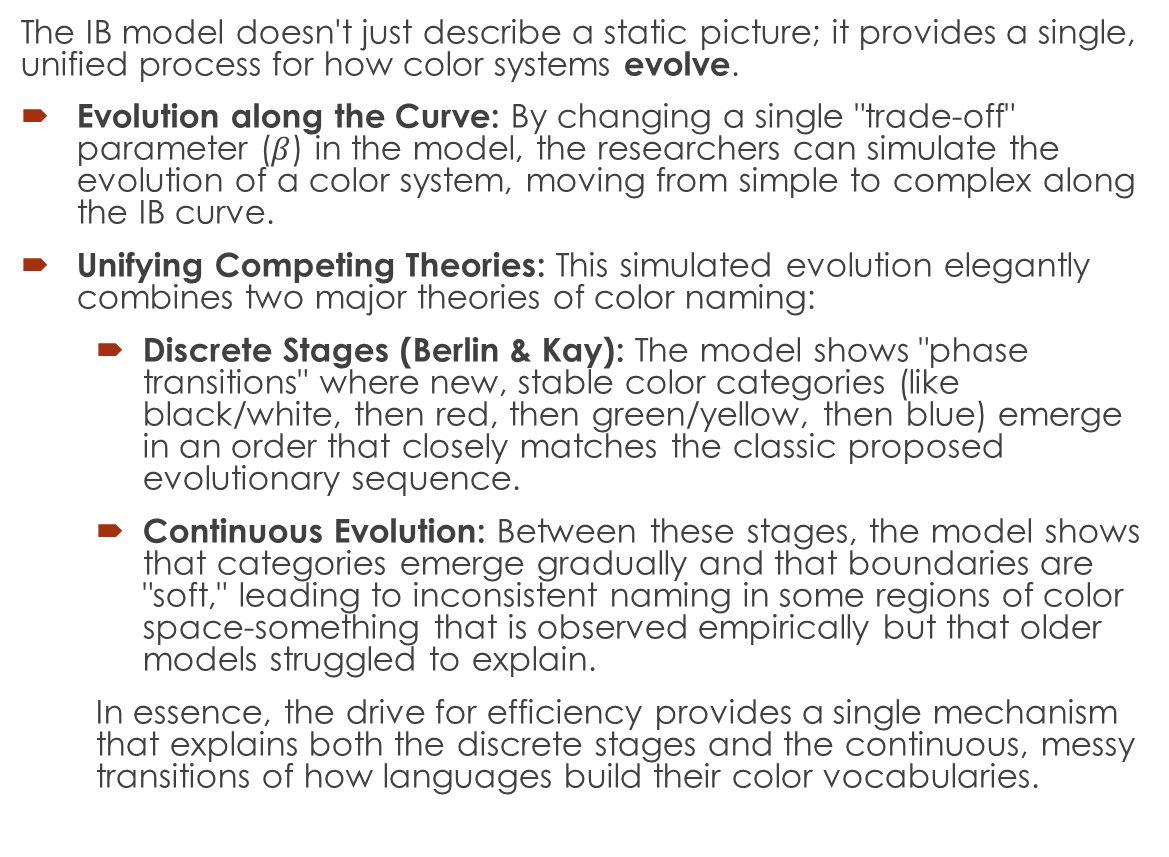 The IB model doesn't just describe a static picture; it provides a single,
unified process for how color systems evolve.
Evolution along the Curve: By changing a single "trade-off"
parameter (β) in the model, the researchers can simulate the
evolution of a color system, moving from simple to complex along
the IB curve.
Unifying Competing Theories: This simulated evolution elegantly
combines two major theories of color naming:
Discrete Stages (Berlin & Kay): The model shows "phase
transitions" where new, stable color categories (like
black/white, then red, then green/yellow, then blue) emerge
in an order that closely matches the classic proposed
evolutionary sequence.
Continuous Evolution: Between these stages, the model shows
that categories emerge gradually and that boundaries are
"soft," leading to inconsistent naming in some regions of color
space-something that is observed empirically but that older
models struggled to explain.
In essence, the drive for efficiency provides a single mechanism
that explains both the discrete stages and the continuous, messy
transitions of how languages build their color vocabularies.